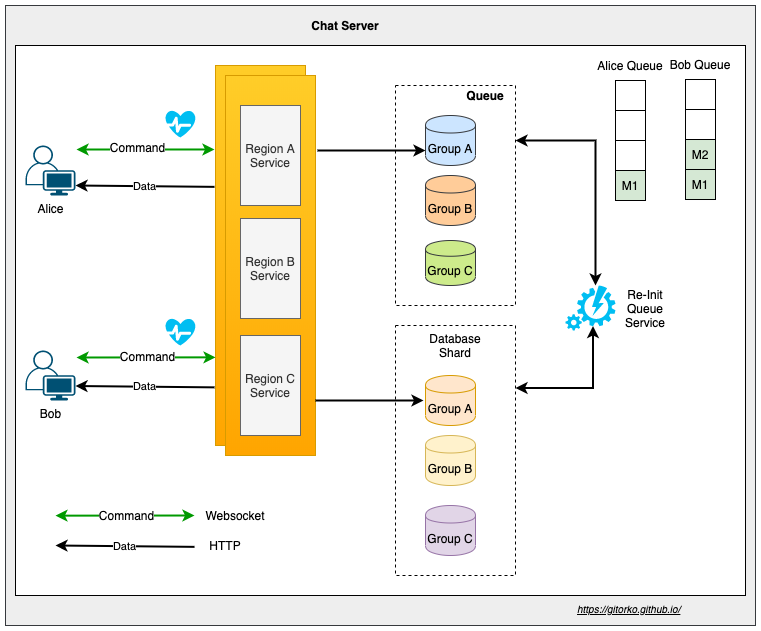 Chat Server
Alice Queue
Bob Queue
Queue
Command
Region A
Service
Group A
M2
M1
M1
Data
Alice
Group B
Region B
Service
Group C
Re-Init
Queue
Service
Database
Shard
Command
Region C
Service
Data
Bob
Group A
Group B
Command
Websocket
Data
HTTP
Group C
https://gitorko.github.io/